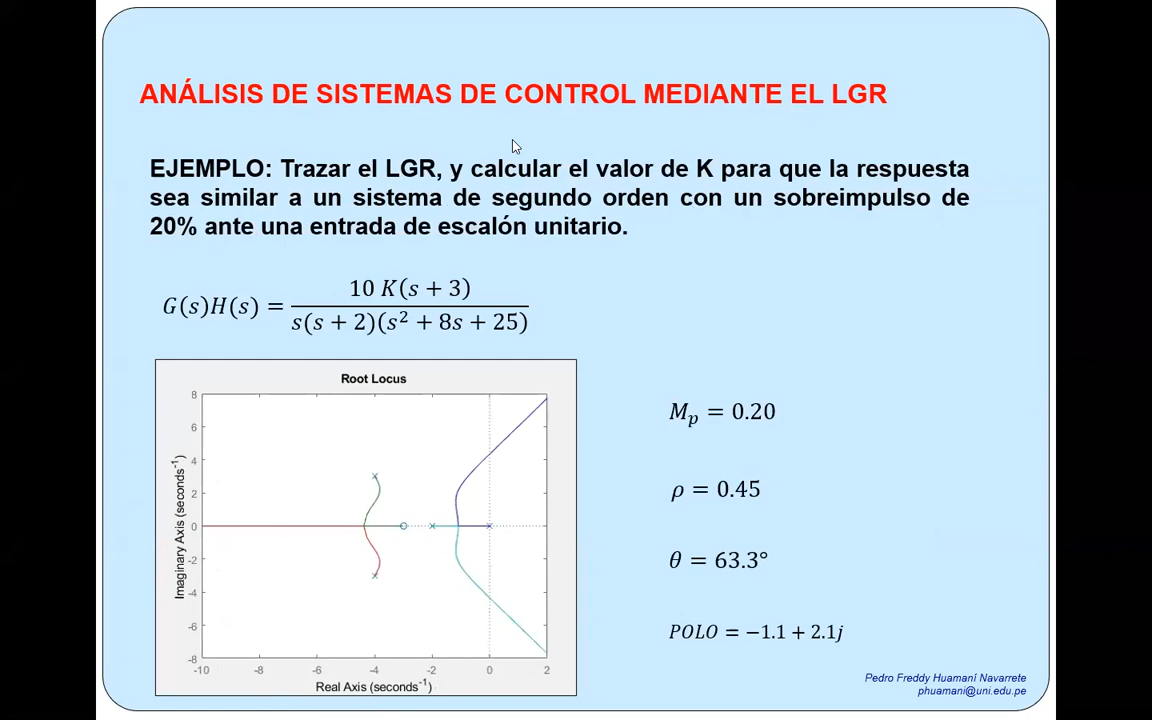 ANÁLISIS DE SISTEMAS DE CONTROL MEDIANTE EL LGR
EJEMPLO: Trazar el LGR, y calcular el valor de K para que la respuesta
sea similar a un sistema de segundo orden con un sobreimpulso de
20% ante una entrada de escalón unitario.
G(s)H(s) = 10 K(s + 3) / s(s + 2)(s² + 8s + 25)
Root Locus
8
6
4
2
0
-2
-4
-6
-8
-10 -8 -6 -4 -2 0 2
Imaginary Axis (seconds⁻¹)
Real Axis (seconds⁻¹)
Mₚ = 0.20
ρ = 0.45
θ = 63.3°
POLO = −1.1 + 2.1j
Pedro Freddy Huamaní Navarrete
phuamani@uni.edu.pe